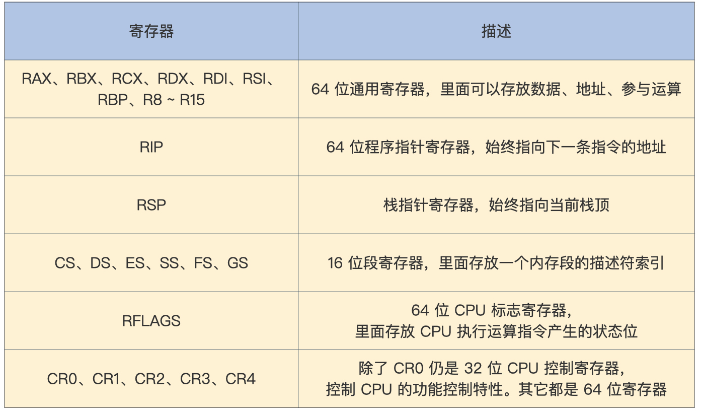 寄存器
描述
RAX、RBX、RCX、RDX、RDI、RSI、
RBP、R8 ~ R15
64 位通用寄存器，里面可以存放数据、地址、参与运算
RIP
64 位程序指针寄存器，始终指向下一条指令的地址
RSP
栈指针寄存器，始终指向当前栈顶
CS、DS、ES、SS、FS、GS
16 位段寄存器，里面存放一个内存段的描述符索引
RFLAGS
64 位 CPU 标志寄存器，
里面存放 CPU 执行运算指令产生的状态位
CR0、CR1、CR2、CR3、CR4
除了 CR0 仍是 32 位 CPU 控制寄存器，
控制 CPU 的功能控制特性。其它都是 64 位寄存器